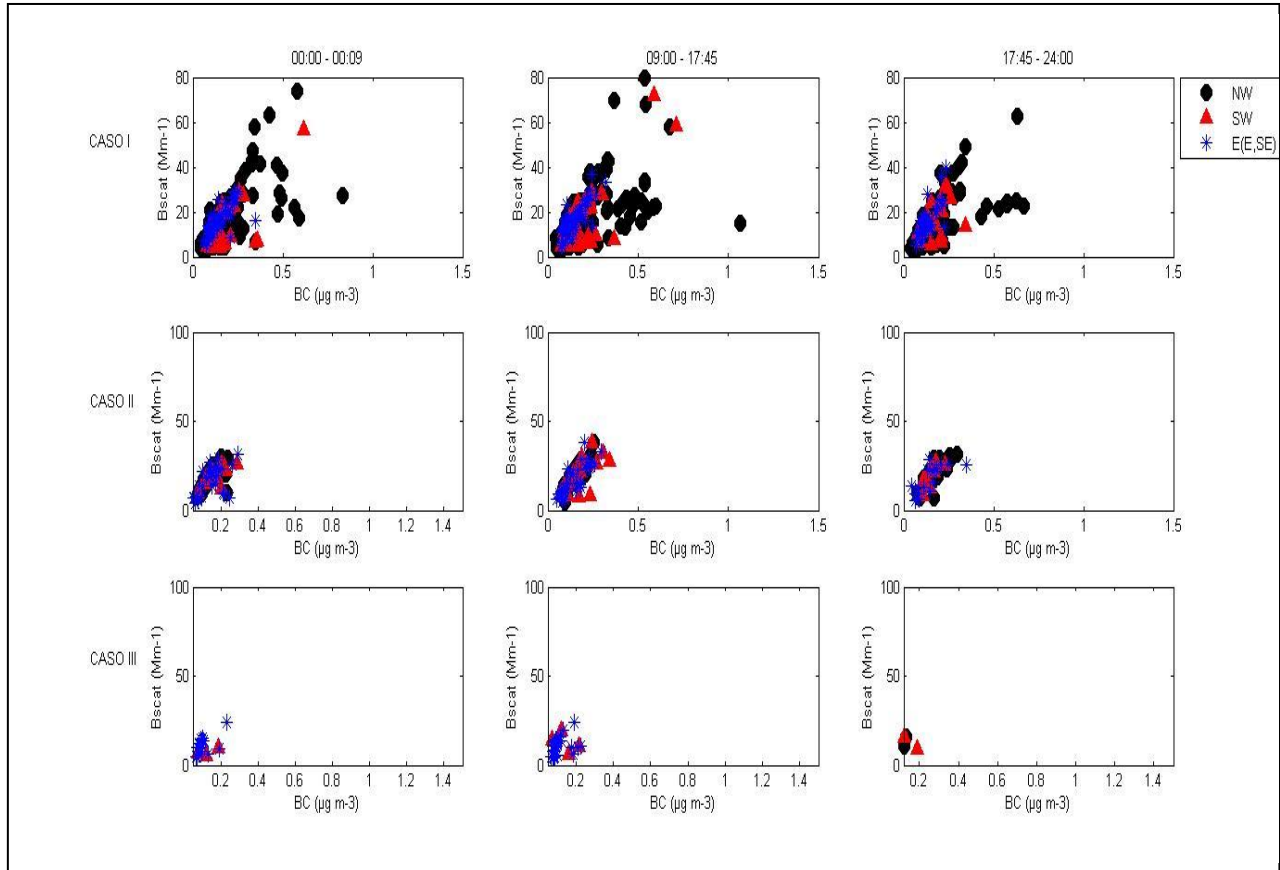 00:00 - 00:09
09:00 - 17:45
17:45 - 24:00
NW
SW
E(E,SE)
CASO I
Bscat (Mm-1)
80
60
40
20
0
0 0.5 1 1.5
BC (µg m-3)
Bscat (Mm-1)
80
60
40
20
0
0 0.5 1 1.5
BC (µg m-3)
Bscat (Mm-1)
80
60
40
20
0
0 0.5 1 1.5
BC (µg m-3)
CASO II
Bscat (Mm-1)
100
50
0
0.2 0.4 0.6 0.8 1 1.2 1.4
BC (µg m-3)
Bscat (Mm-1)
100
50
0
0 0.5 1 1.5
BC (µg m-3)
Bscat (Mm-1)
100
50
0
0 0.5 1 1.5
BC (µg m-3)
CASO III
Bscat (Mm-1)
100
50
0
0.2 0.4 0.6 0.8 1 1.2 1.4
BC (µg m-3)
Bscat (Mm-1)
100
50
0
0.2 0.4 0.6 0.8 1 1.2 1.4
BC (µg m-3)
Bscat (Mm-1)
100
50
0
0.2 0.4 0.6 0.8 1 1.2 1.4
BC (µg m-3)